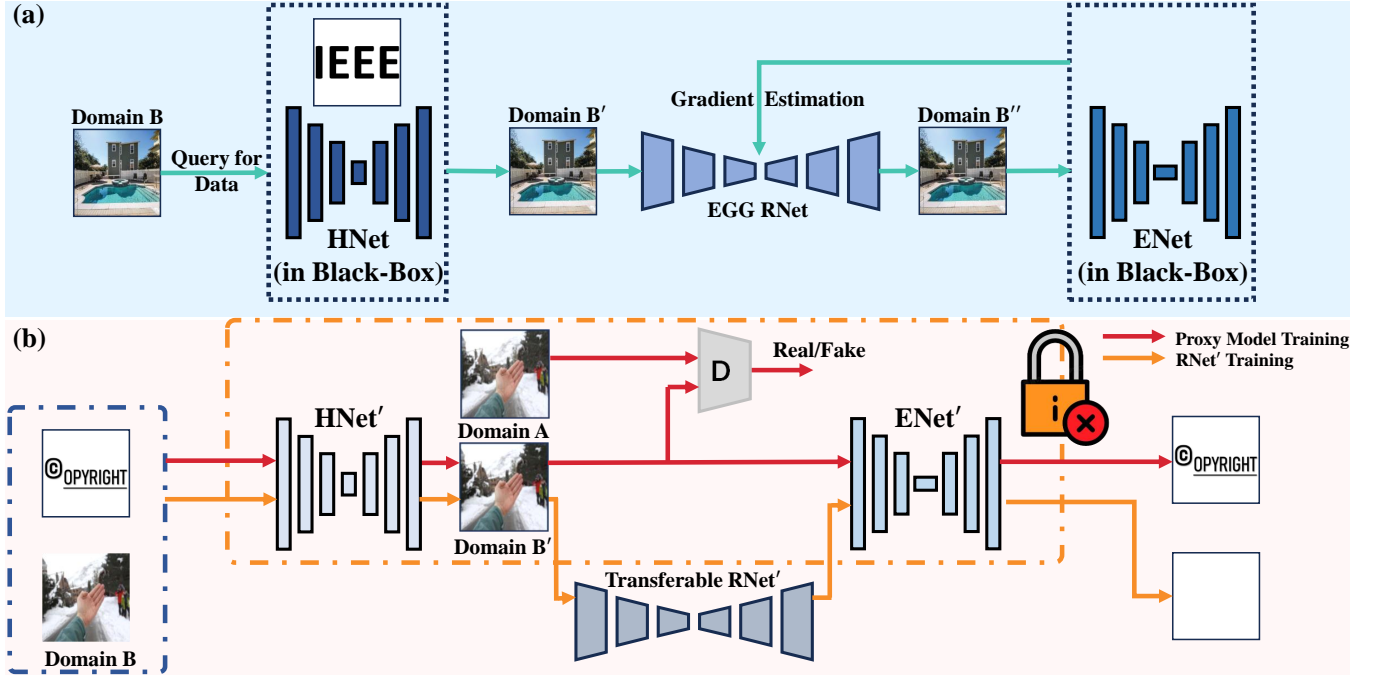 (a)
IEEE
Domain B
Query for
Data
HNet
(in Black-Box)
Domain B′
Gradient Estimation
EGG RNet
Domain B′′
ENet
(in Black-Box)
(b)
Proxy Model Training
RNet′ Training
Real/Fake
D
HNet′
Domain A
ENet′
i
©OPYRIGHT
©OPYRIGHT
Domain B′
Transferable RNet′
Domain B